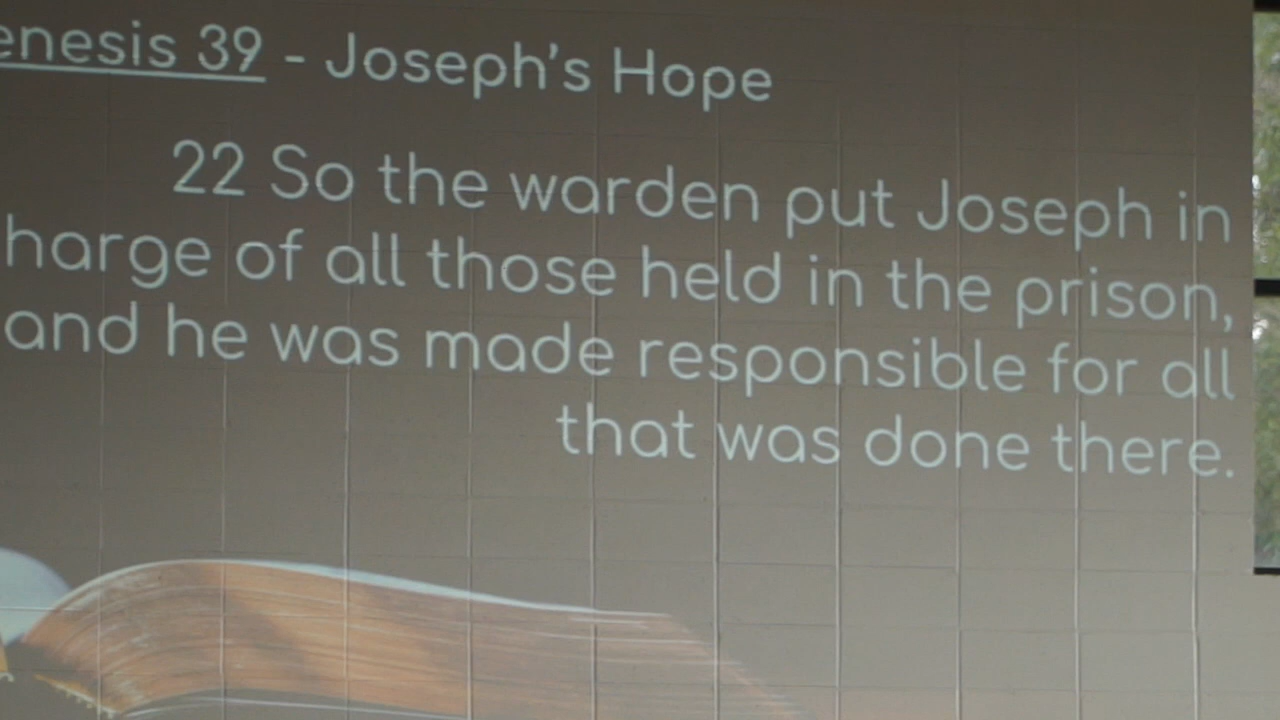 enesis 39 - Joseph's Hope
22 So the warden put Joseph in
harge of all those held in the prison,
and he was made responsible for all
that was done there.